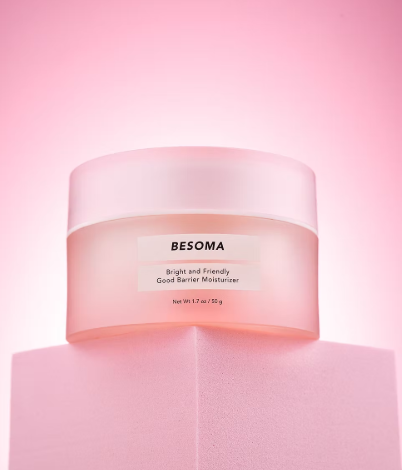 BESOMA
Bright and Friendly
Good Barrier Moisturizer
Net Wt 1.7 oz / 50 g